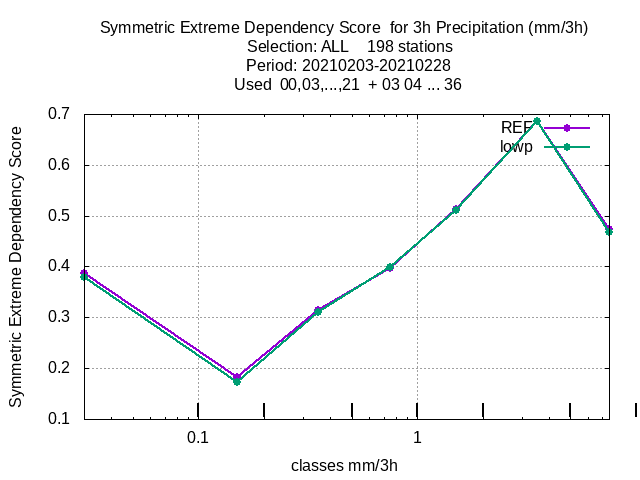 Symmetric Extreme Dependency Score  for 3h Precipitation (mm/3h)
Selection: ALL    198 stations
Period: 20210203-20210228
Used  00,03,...,21  + 03 04 ... 36
Symmetric Extreme Dependency Score
0.7
0.6
0.5
0.4
0.3
0.2
0.1
REF
lowp
0.1
1
classes mm/3h